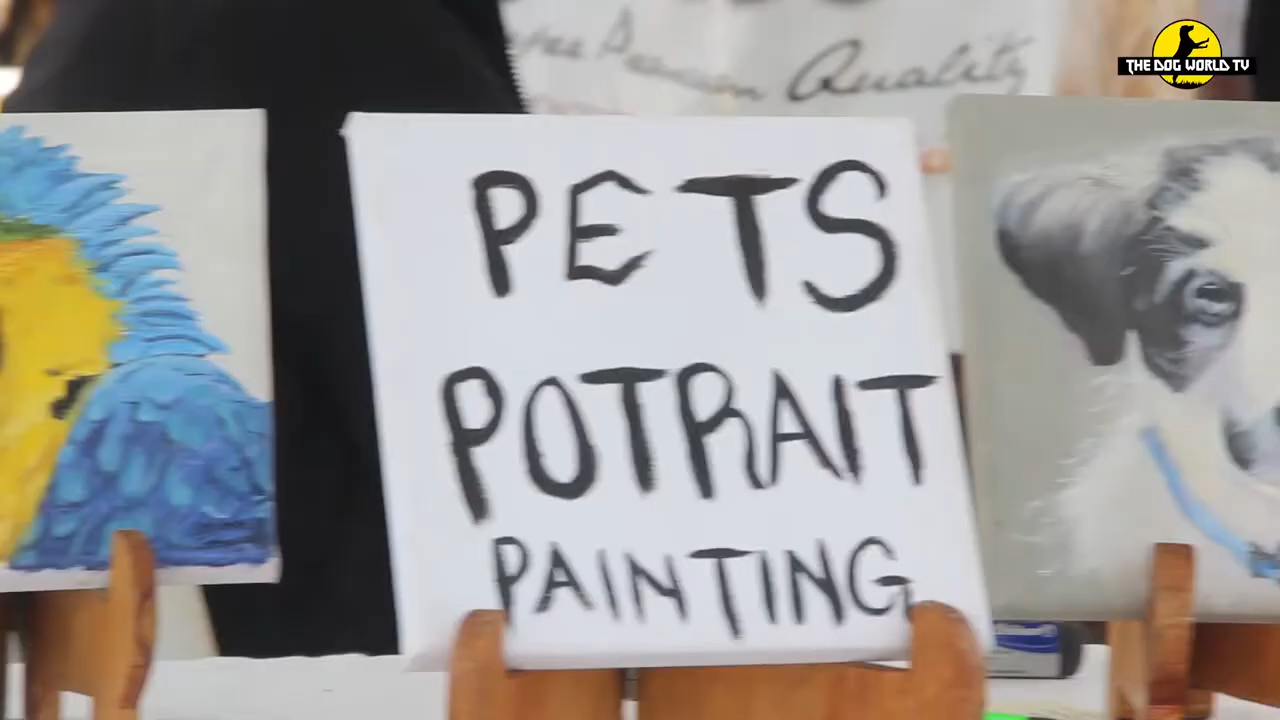 Quality
THE DOG WORLD TV
PETS
POTRAIT
PAINTING